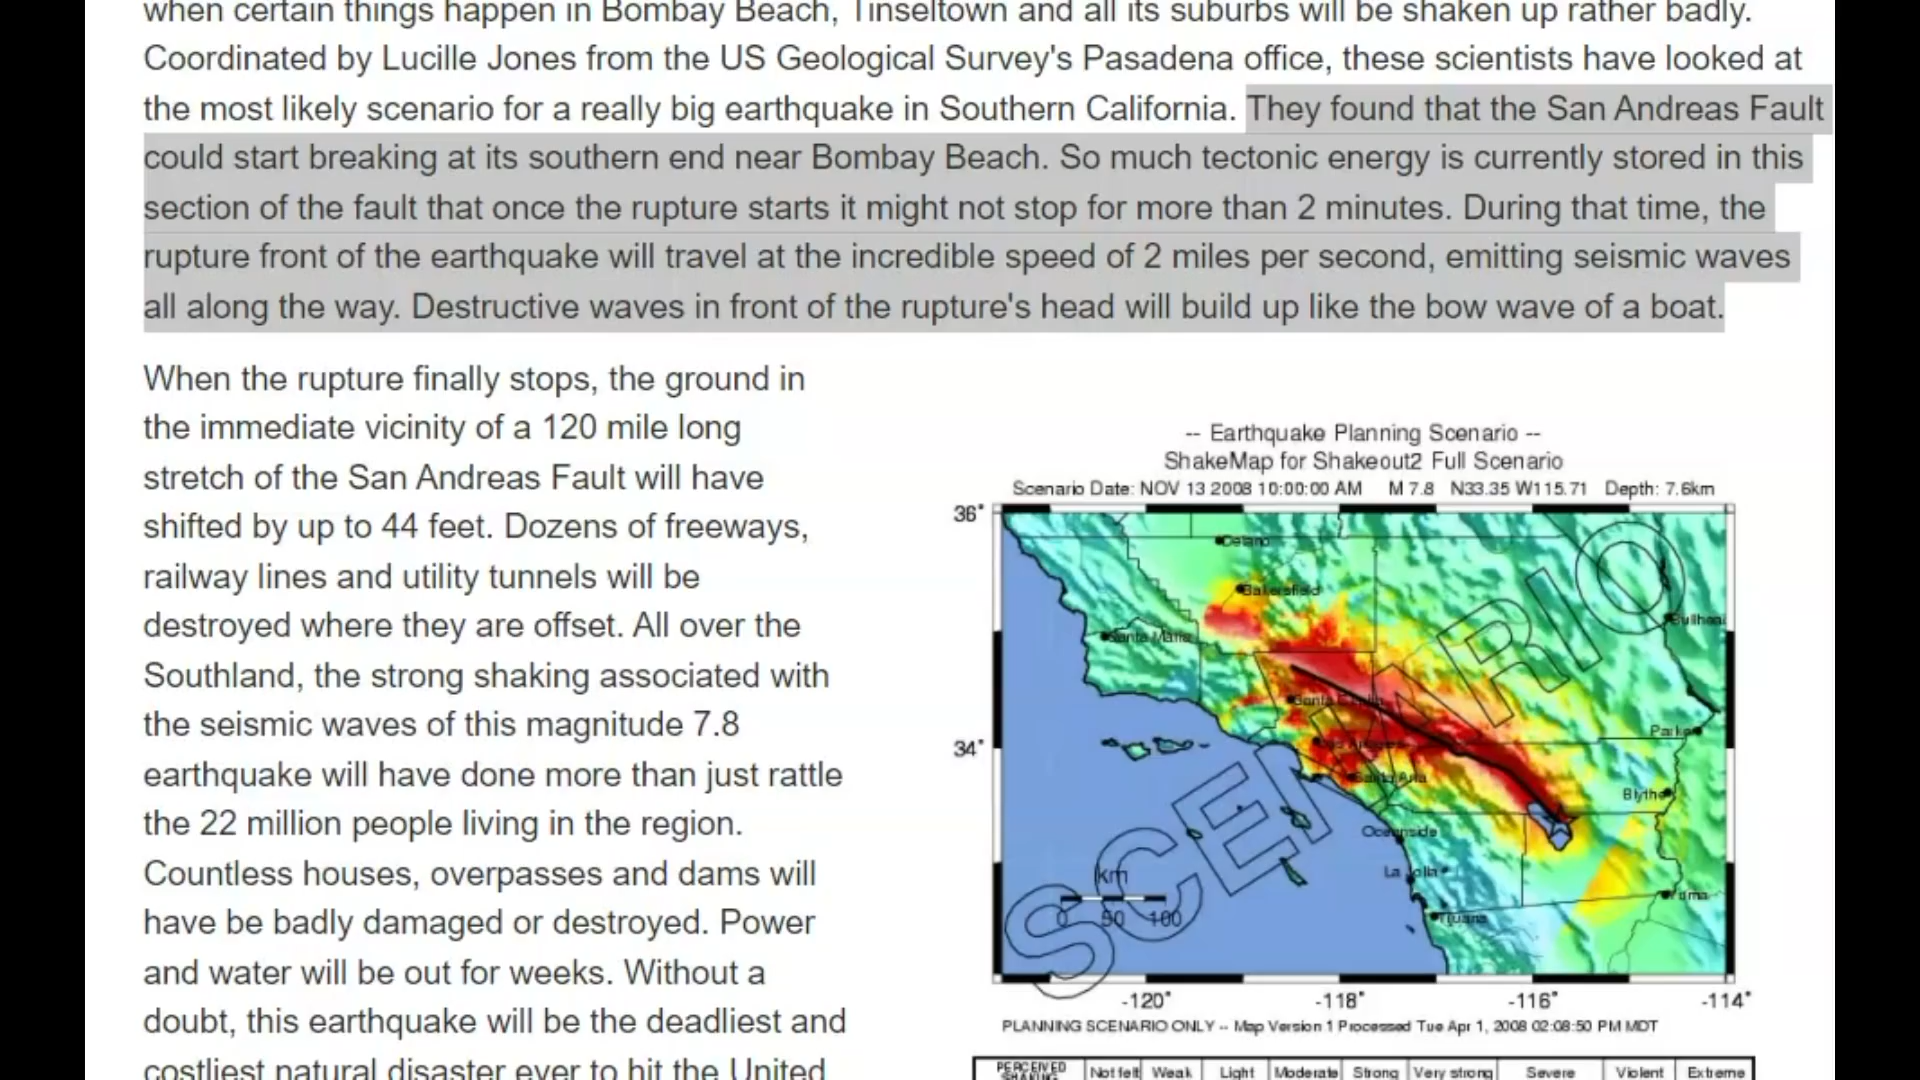 when certain things happen in Bombay Beach, Tinseltown and all its suburbs will be shaken up rather badly.
Coordinated by Lucille Jones from the US Geological Survey's Pasadena office, these scientists have looked at
the most likely scenario for a really big earthquake in Southern California. They found that the San Andreas Fault
could start breaking at its southern end near Bombay Beach. So much tectonic energy is currently stored in this
section of the fault that once the rupture starts it might not stop for more than 2 minutes. During that time, the
rupture front of the earthquake will travel at the incredible speed of 2 miles per second, emitting seismic waves
all along the way. Destructive waves in front of the rupture's head will build up like the bow wave of a boat.
When the rupture finally stops, the ground in
the immediate vicinity of a 120 mile long
stretch of the San Andreas Fault will have
shifted by up to 44 feet. Dozens of freeways,
railway lines and utility tunnels will be
destroyed where they are offset. All over the
Southland, the strong shaking associated with
the seismic waves of this magnitude 7.8
earthquake will have done more than just rattle
the 22 million people living in the region.
Countless houses, overpasses and dams will
have be badly damaged or destroyed. Power
and water will be out for weeks. Without a
doubt, this earthquake will be the deadliest and
costliest natural disaster ever to hit the United
-- Earthquake Planning Scenario --
ShakeMap for Shakeout2 Full Scenario
Scenario Date: NOV 13 2008 10:00:00 AM M 7.8 N33.35 W115.71 Depth: 7.6km
36°
Delano
Bakersfield
Bullhea
Santa Maria
Santa
34°
Parke
Santa Ana
Blythe
Oceanside
La Jolla
Yuma
Tijuana
km
0 50 100
SCENARIO
-120° -118° -116° -114°
PLANNING SCENARIO ONLY -- Map Version 1 Processed Tue Apr 1, 2008 02:08:50 PM MDT
PERCEIVED SHAKING Not felt Weak Light Moderate Strong Very strong Severe Violent Extreme